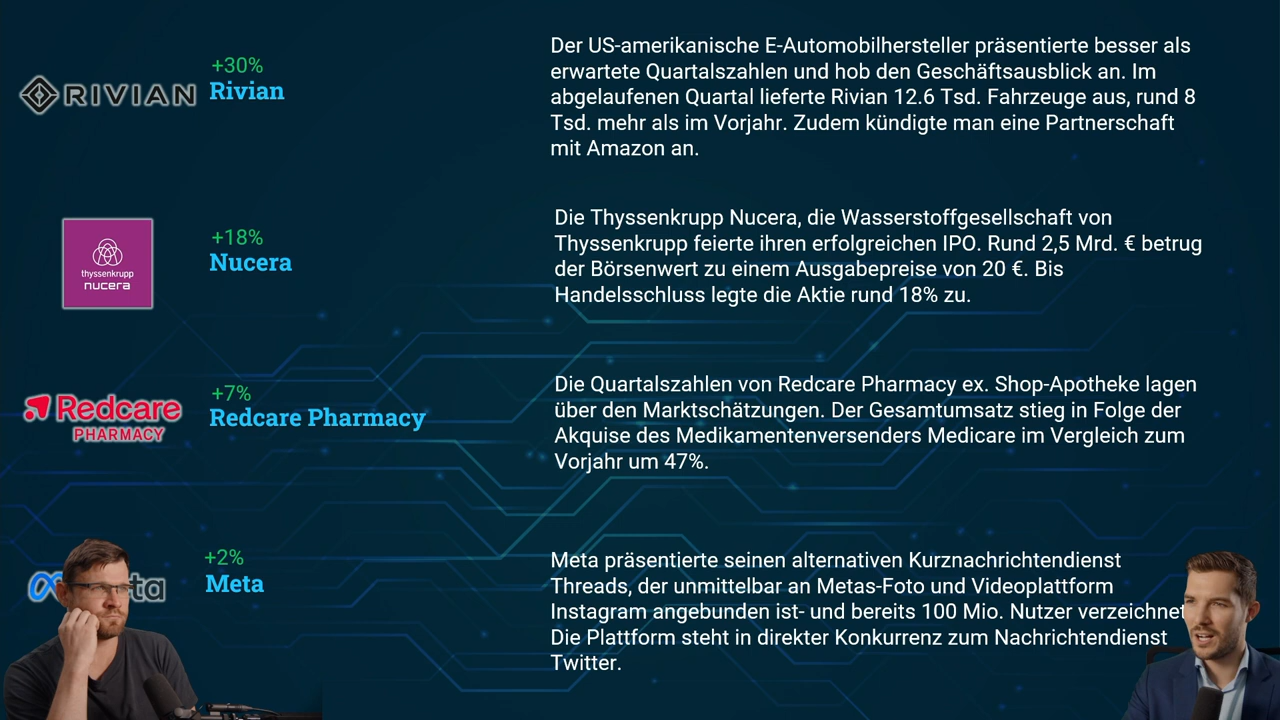 RIVIAN
+30%
Rivian
Der US-amerikanische E-Automobilhersteller präsentierte besser als
erwartete Quartalszahlen und hob den Geschäftsausblick an. Im
abgelaufenen Quartal lieferte Rivian 12.6 Tsd. Fahrzeuge aus, rund 8
Tsd. mehr als im Vorjahr. Zudem kündigte man eine Partnerschaft
mit Amazon an.
thyssenkrupp
nucera
+18%
Nucera
Die Thyssenkrupp Nucera, die Wasserstoffgesellschaft von
Thyssenkrupp feierte ihren erfolgreichen IPO. Rund 2,5 Mrd. € betrug
der Börsenwert zu einem Ausgabepreise von 20 €. Bis
Handelsschluss legte die Aktie rund 18% zu.
Redcare
PHARMACY
+7%
Redcare Pharmacy
Die Quartalszahlen von Redcare Pharmacy ex. Shop-Apotheke lagen
über den Marktschätzungen. Der Gesamtumsatz stieg in Folge der
Akquise des Medikamentenversenders Medicare im Vergleich zum
Vorjahr um 47%.
+2%
Meta
Meta präsentierte seinen alternativen Kurznachrichtendienst
Threads, der unmittelbar an Metas-Foto und Videoplattform
Instagram angebunden ist- und bereits 100 Mio. Nutzer verzeichnet
Die Plattform steht in direkter Konkurrenz zum Nachrichtendienst
Twitter.